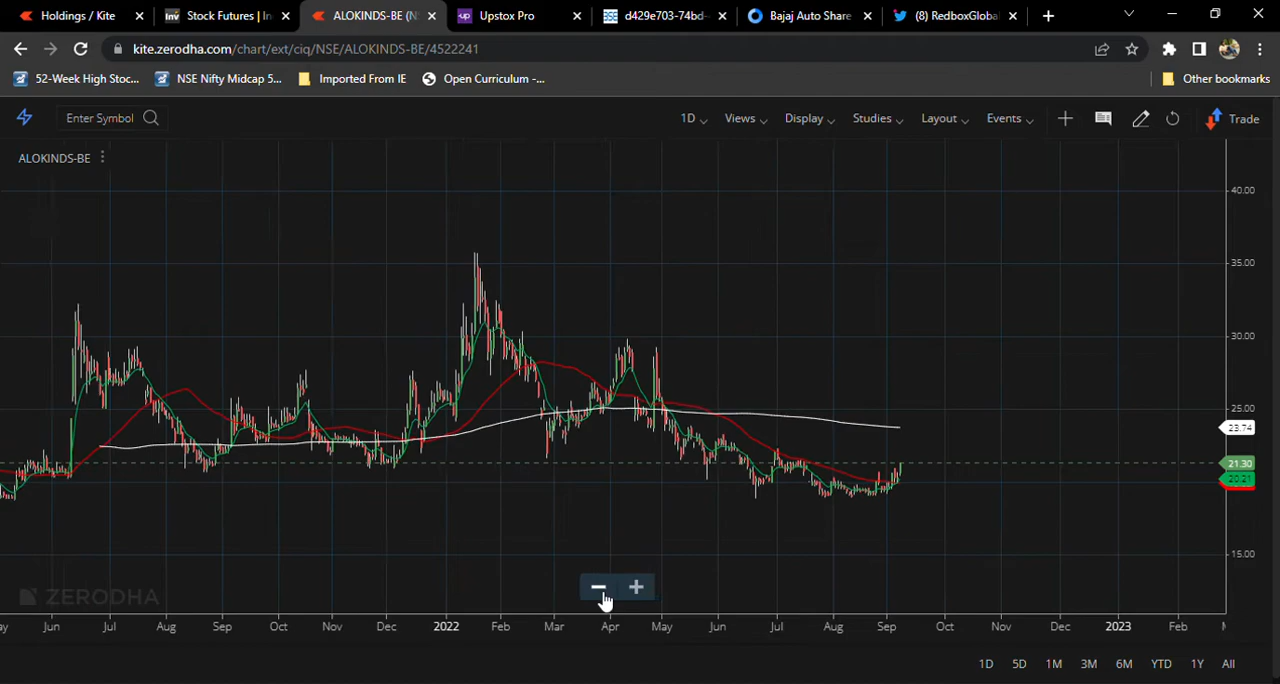 Holdings / Kite
Stock Futures | In
ALOKINDS-BE (N
Upstox Pro
d429e703-74bd-
Bajaj Auto Share
(8) RedboxGloba
kite.zerodha.com/chart/ext/ciq/NSE/ALOKINDS-BE/4522241
52-Week High Stoc...
NSE Nifty Midcap 5...
Imported From IE
Open Curriculum -...
Other bookmarks
Enter Symbol
1D
Views
Display
Studies
Layout
Events
Trade
ALOKINDS-BE
40.00
35.00
30.00
25.00
23.74
21.30
20.21
15.00
ZERODHA
Jun Jul Aug Sep Oct Nov Dec 2022 Feb Mar Apr May Jun Jul Aug Sep Oct Nov Dec 2023 Feb
1D 5D 1M 3M 6M YTD 1Y All